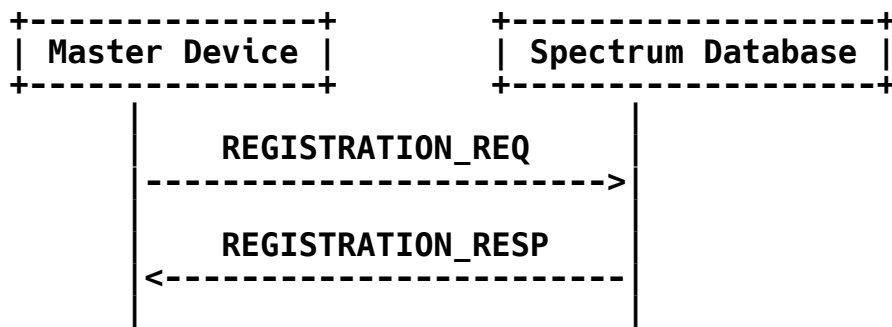 Master Device
Spectrum Database
REGISTRATION_REQ
REGISTRATION_RESP